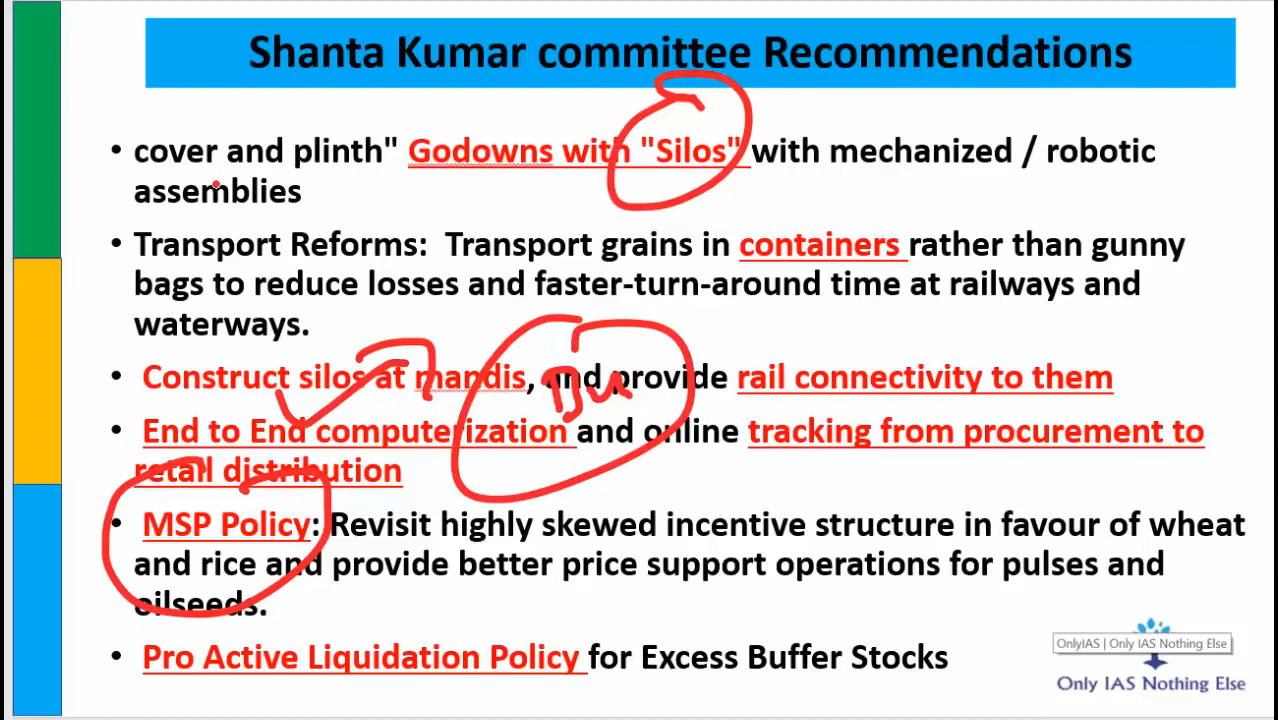 Shanta Kumar committee Recommendations
• cover and plinth" Godowns with "Silos" with mechanized / robotic
assemblies
• Transport Reforms: Transport grains in containers rather than gunny
bags to reduce losses and faster-turn-around time at railways and
waterways.
• Construct silos at mandis, and provide rail connectivity to them
• End to End computerization and online tracking from procurement to
retail distribution
• MSP Policy: Revisit highly skewed incentive structure in favour of wheat
and rice and provide better price support operations for pulses and
oilseeds.
• Pro Active Liquidation Policy for Excess Buffer Stocks
OnlyIAS | Only IAS Nothing Else
Only IAS Nothing Else